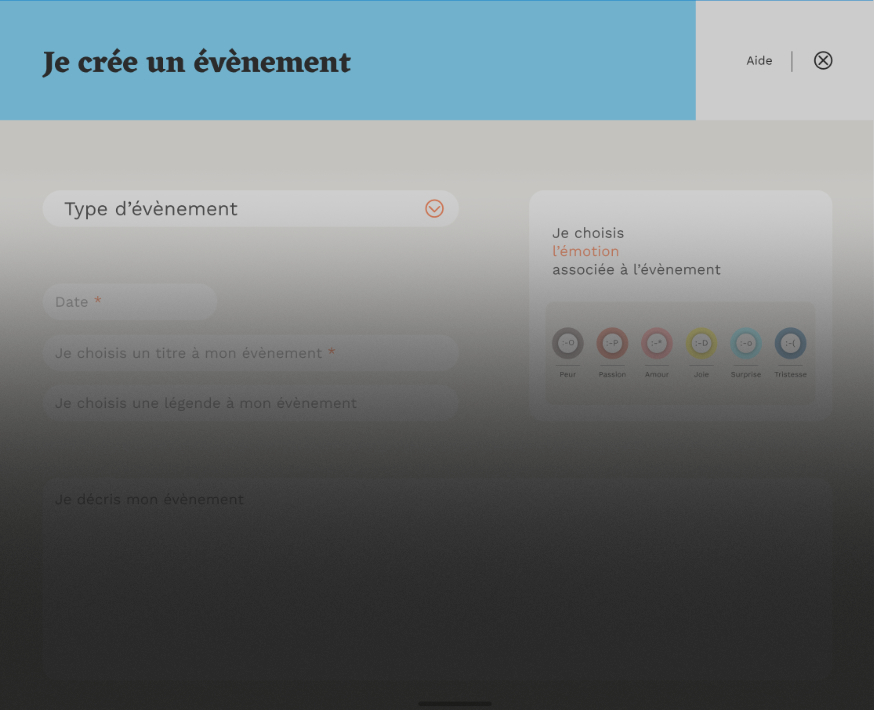 Je crée un évènement
Aide
Type d'évènement
Date *
Je choisis un titre à mon évènement *
Je choisis une légende à mon évènement
Je choisis
l'émotion
associée à l'évènement
:-O :-P :-* :-D :-o :-(
Peur Passion Amour Joie Surprise Tristesse
Je décris mon évènement